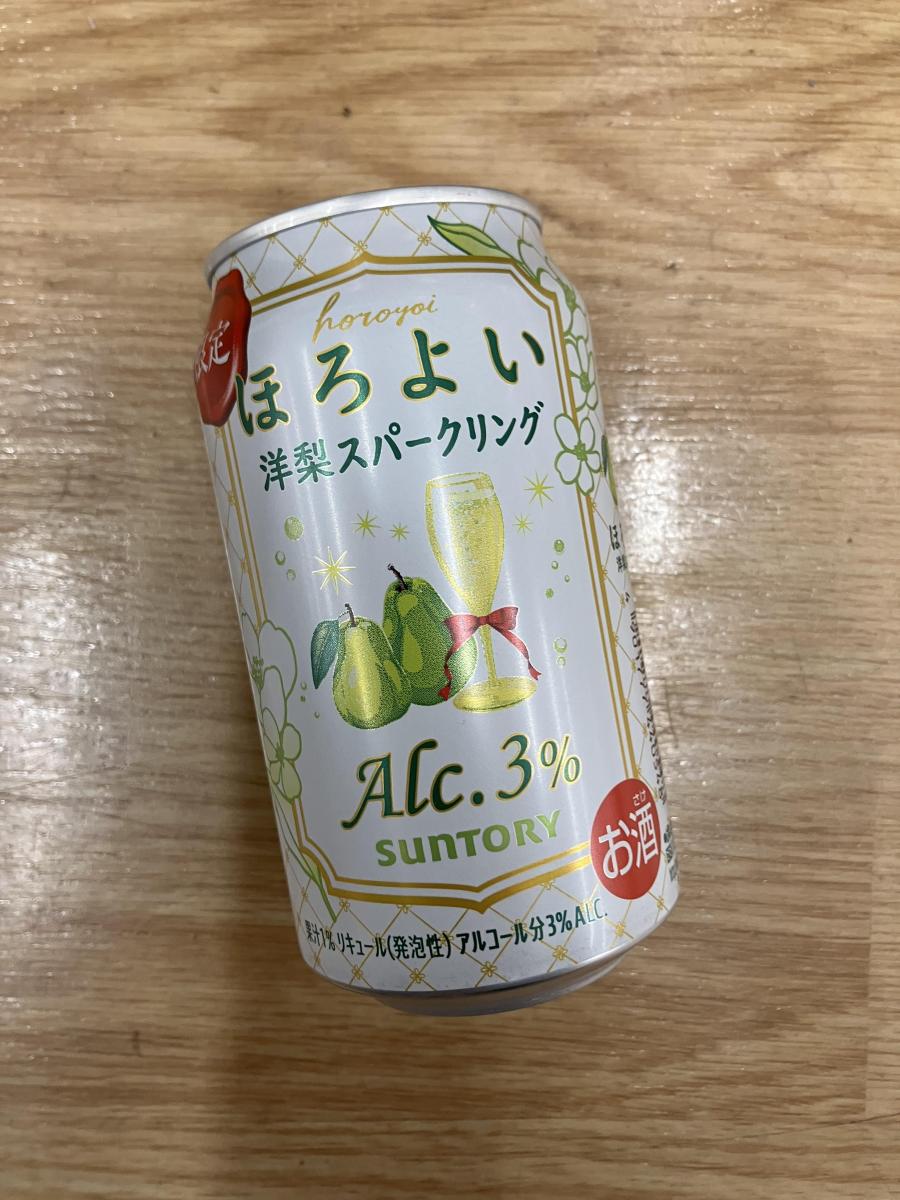 horoyoi
限定
ほろよい
洋梨スパークリング
Alc.3%
SUNTORY
さけ
お酒
果汁1% リキュール(発泡性) アルコール分3%ALC.